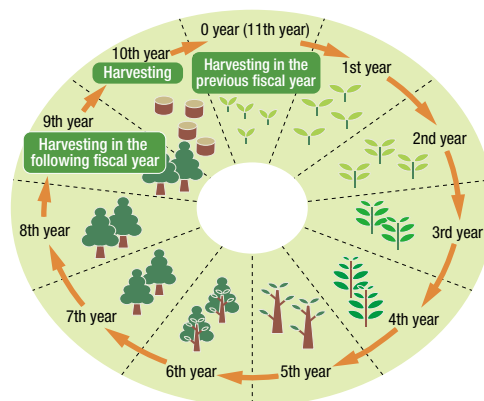 0 year (11th year)
Harvesting in the
previous fiscal year
1st year
2nd year
3rd year
4th year
5th year
6th year
7th year
8th year
9th year
Harvesting in the
following fiscal year
10th year
Harvesting